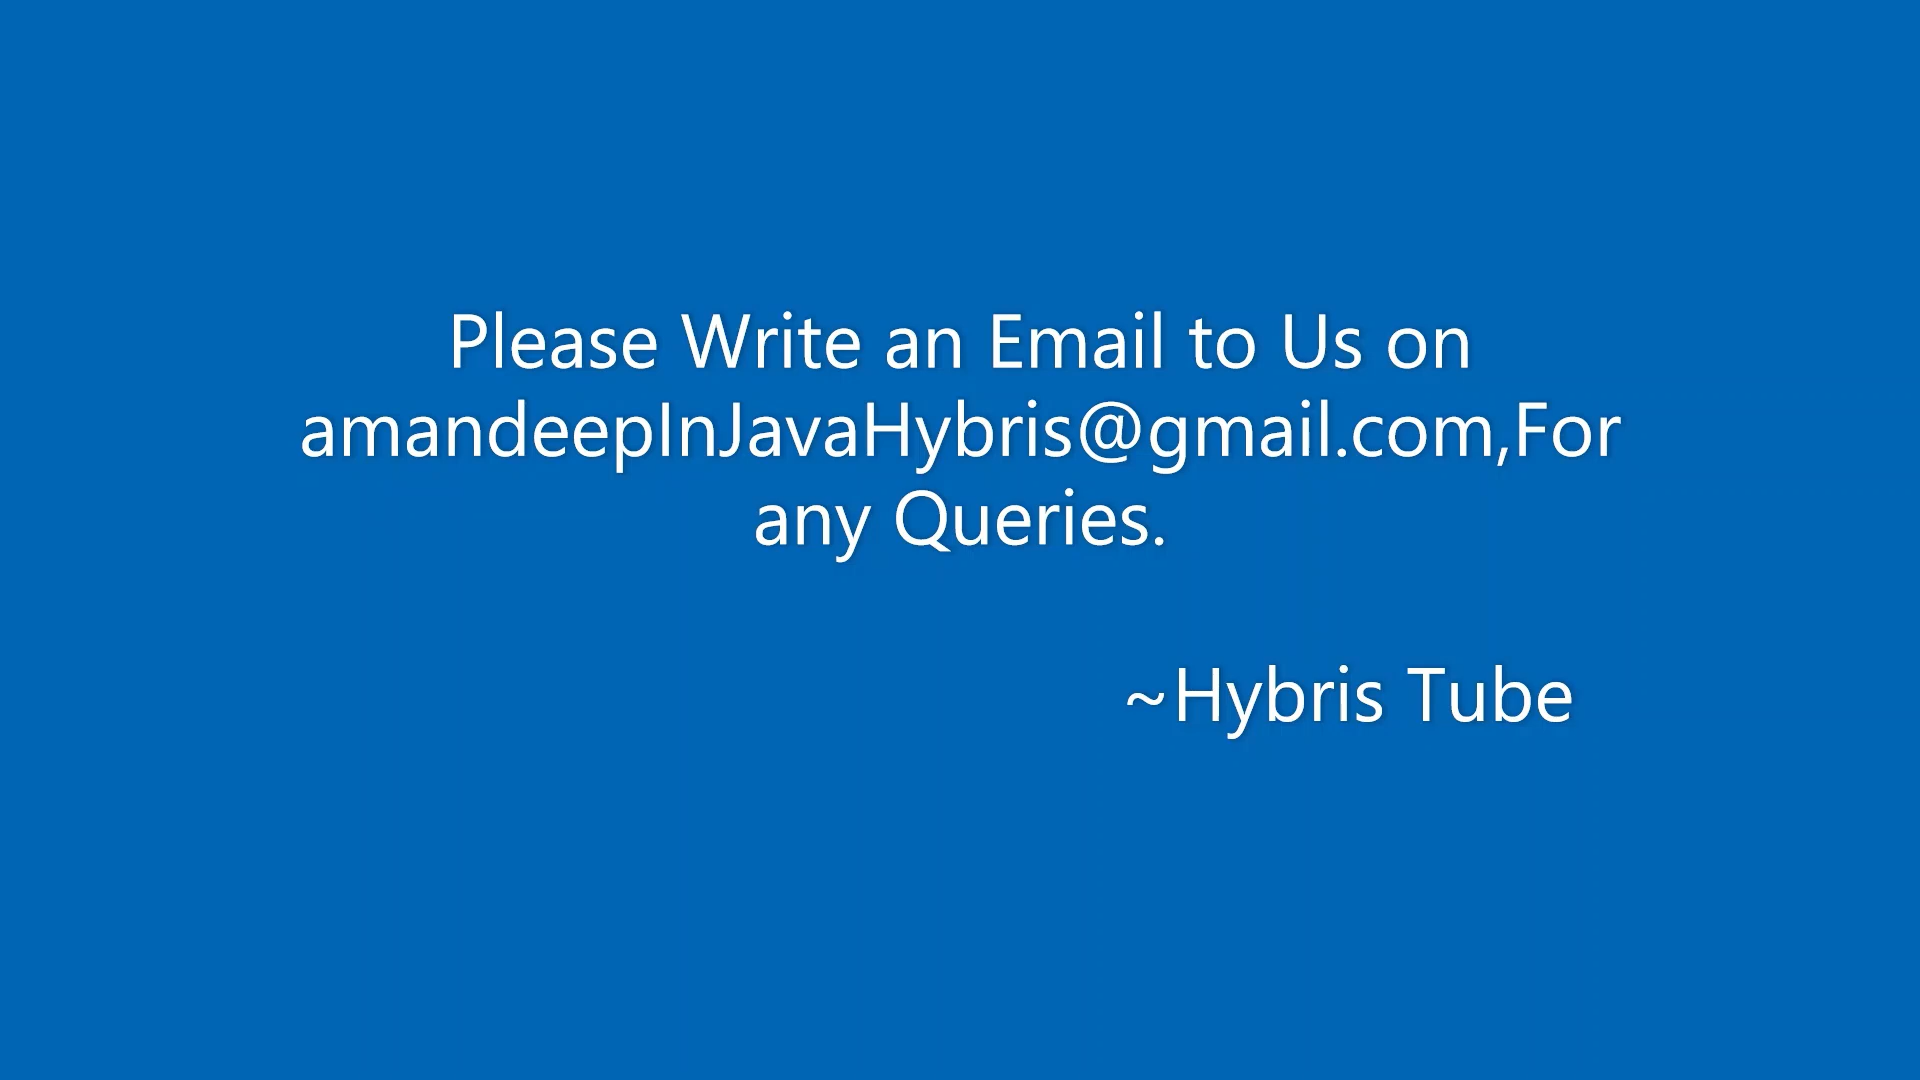 Please Write an Email to Us on
amandeepInJavaHybris@gmail.com,For
any Queries.
~Hybris Tube